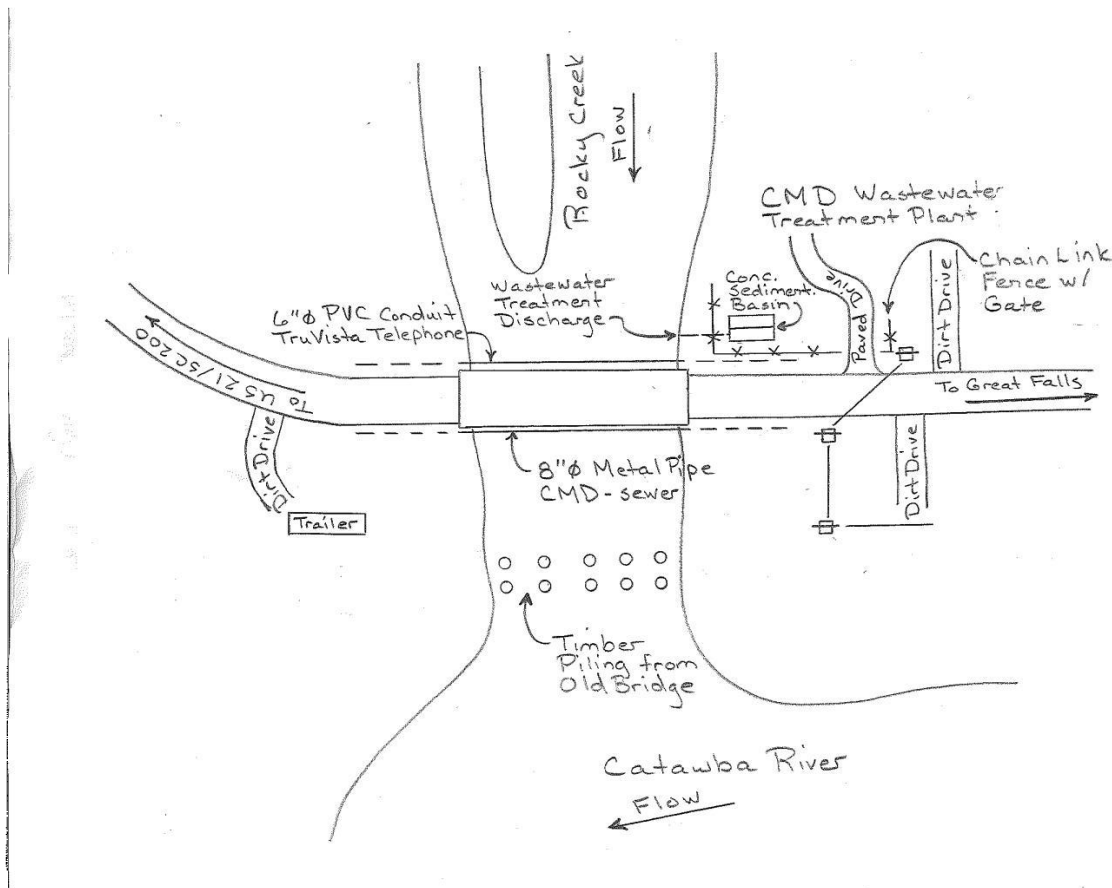 Rocky Creek
Flow
CMD Wastewater
Treatment Plant
Chain Link
Fence w/
Gate
Wastewater
Treatment
Discharge
Conc.
Sediment.
Basin
Paved Drive
Dirt Drive
6"ø PVC Conduit
TruVista Telephone
To US 21/SC 200
To Great Falls
Dirt Drive
8"ø Metal Pipe
CMD-sewer
Dirt Drive
Trailer
Timber
Piling from
Old Bridge
Catawba River
Flow